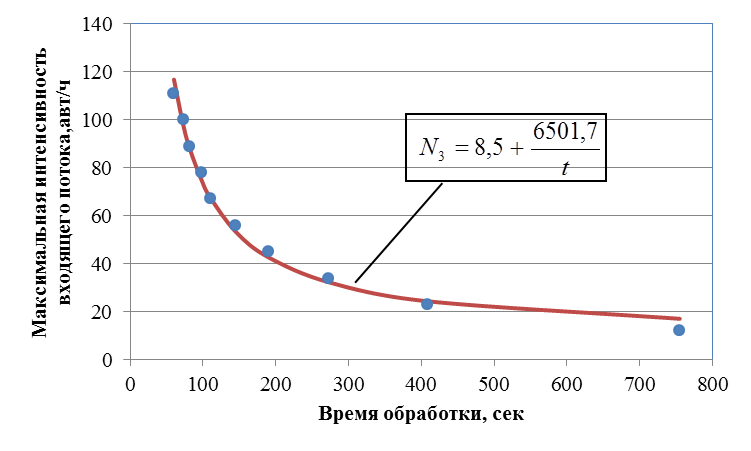 Максимальная интенсивность
входящего потока,авт/ч
140
120
100
80
60
40
20
0
N₃ = 8,5 + 6501,7 / t
0 100 200 300 400 500 600 700 800
Время обработки, сек